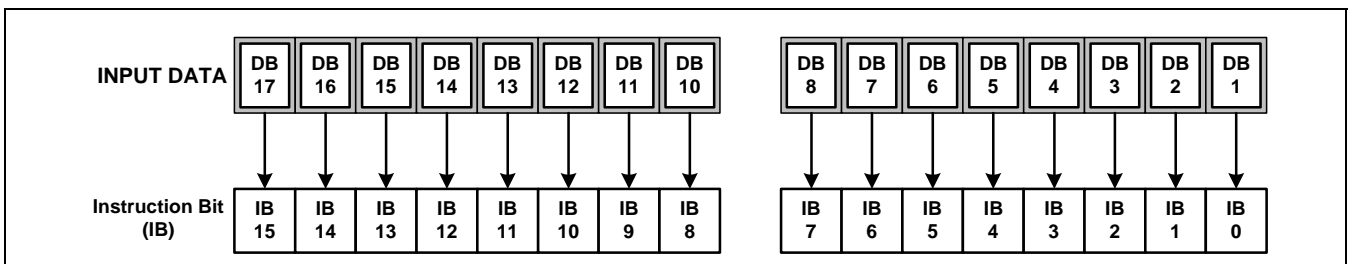 INPUT DATA DB 17 DB 16 DB 15 DB 14 DB 13 DB 12 DB 11 DB 10 DB 8 DB 7 DB 6 DB 5 DB 4 DB 3 DB 2 DB 1
Instruction Bit (IB) IB 15 IB 14 IB 13 IB 12 IB 11 IB 10 IB 9 IB 8 IB 7 IB 6 IB 5 IB 4 IB 3 IB 2 IB 1 IB 0